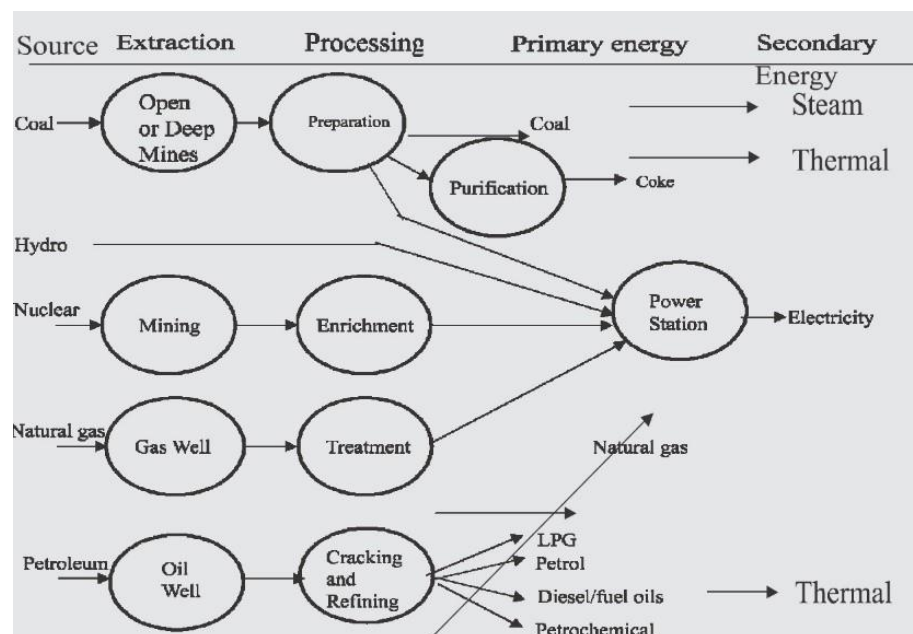 Source Extraction Processing Primary energy Secondary
Energy
Steam
Coal
Open
or Deep
Mines
Preparation
Coal
Thermal
Purification
Coke
Hydro
Nuclear
Mining
Enrichment
Power
Station
Electricity
Natural gas
Gas Well
Treatment
Natural gas
LPG
Petroleum
Oil
Well
Cracking
and
Refining
Petrol
Diesel/fuel oils
Thermal
Petrochemical